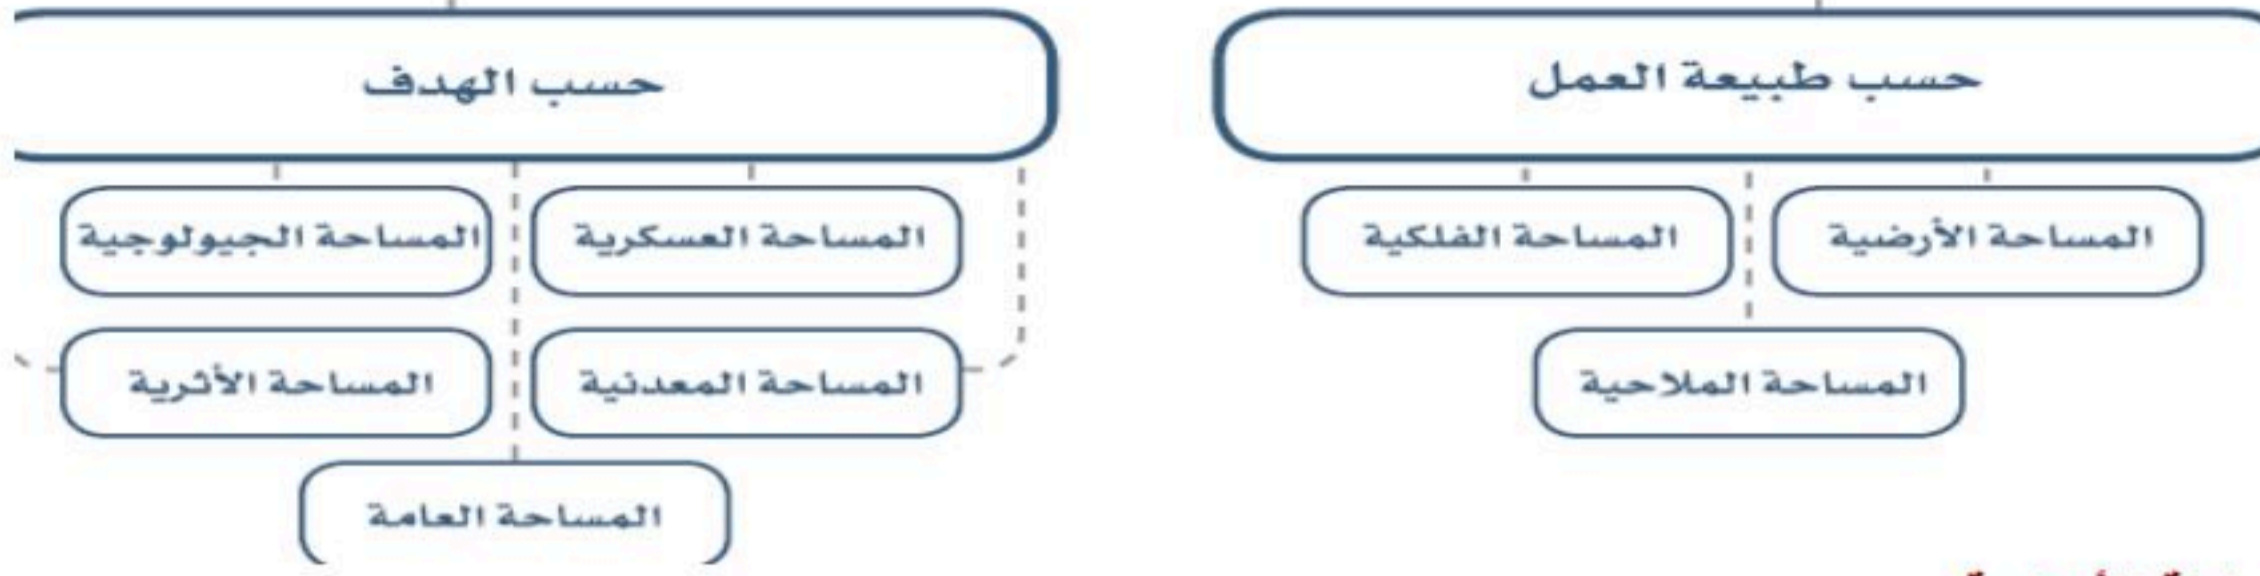 حسب طبيعة العمل
المساحة الأرضية
المساحة الفلكية
المساحة الملاحية
حسب الهدف
المساحة العسكرية
المساحة الجيولوجية
المساحة المعدنية
المساحة الأثرية
المساحة العامة